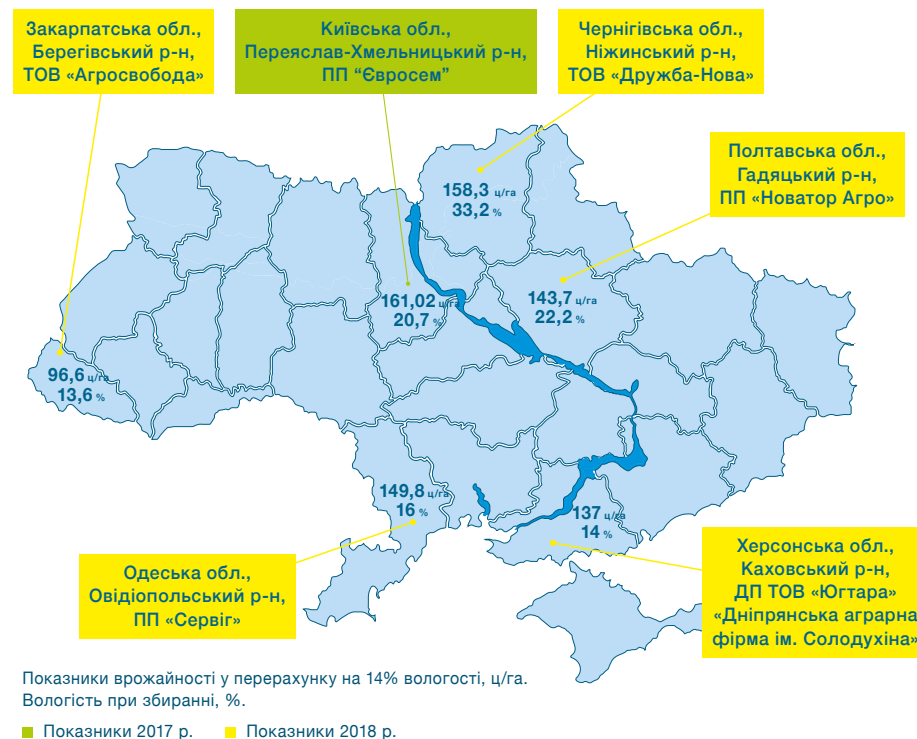 Закарпатська обл.,
Берегівський р-н,
ТОВ «Агросвобода»
Київська обл.,
Переяслав-Хмельницький р-н,
ПП “Євросем”
Чернігівська обл.,
Ніжинський р-н,
ТОВ «Дружба-Нова»
Полтавська обл.,
Гадяцький р-н,
ПП «Новатор Агро»
158,3 ц/га
33,2 %
161,02 ц/га
20,7 %
143,7 ц/га
22,2 %
96,6 ц/га
13,6 %
149,8 ц/га
16 %
137 ц/га
14 %
Одеська обл.,
Овідіопольський р-н,
ПП «Сервіг»
Херсонська обл.,
Каховський р-н,
ДП ТОВ «Югтара»
«Дніпрянська аграрна
фірма ім. Солодухіна»
Показники врожайності у перерахунку на 14% вологості, ц/га.
Вологість при збиранні, %.
Показники 2017 р. Показники 2018 р.